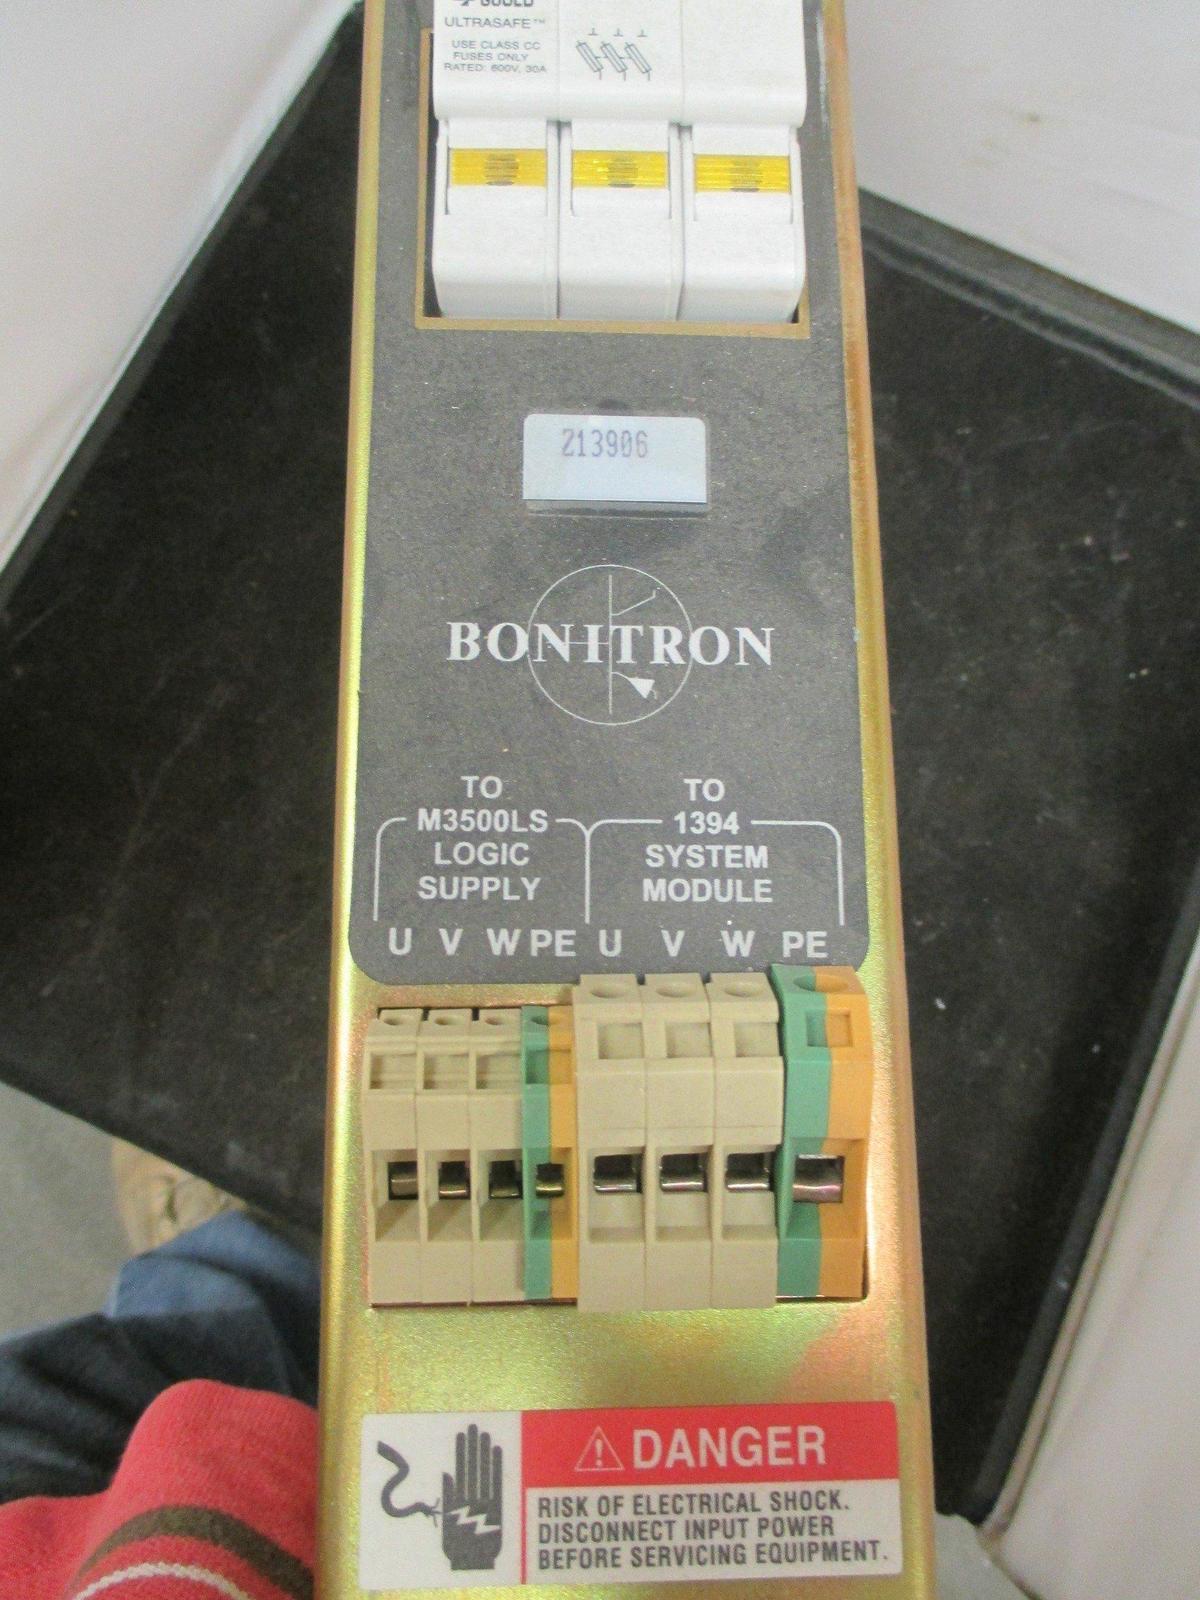 GOULD
ULTRASAFE™
USE CLASS CC
FUSES ONLY
RATED: 600V, 30A
Z13906
BONITRON
TO
M3500LS
LOGIC
SUPPLY
TO
1394
SYSTEM
MODULE
U V W PE U V W PE
DANGER
RISK OF ELECTRICAL SHOCK.
DISCONNECT INPUT POWER
BEFORE SERVICING EQUIPMENT.